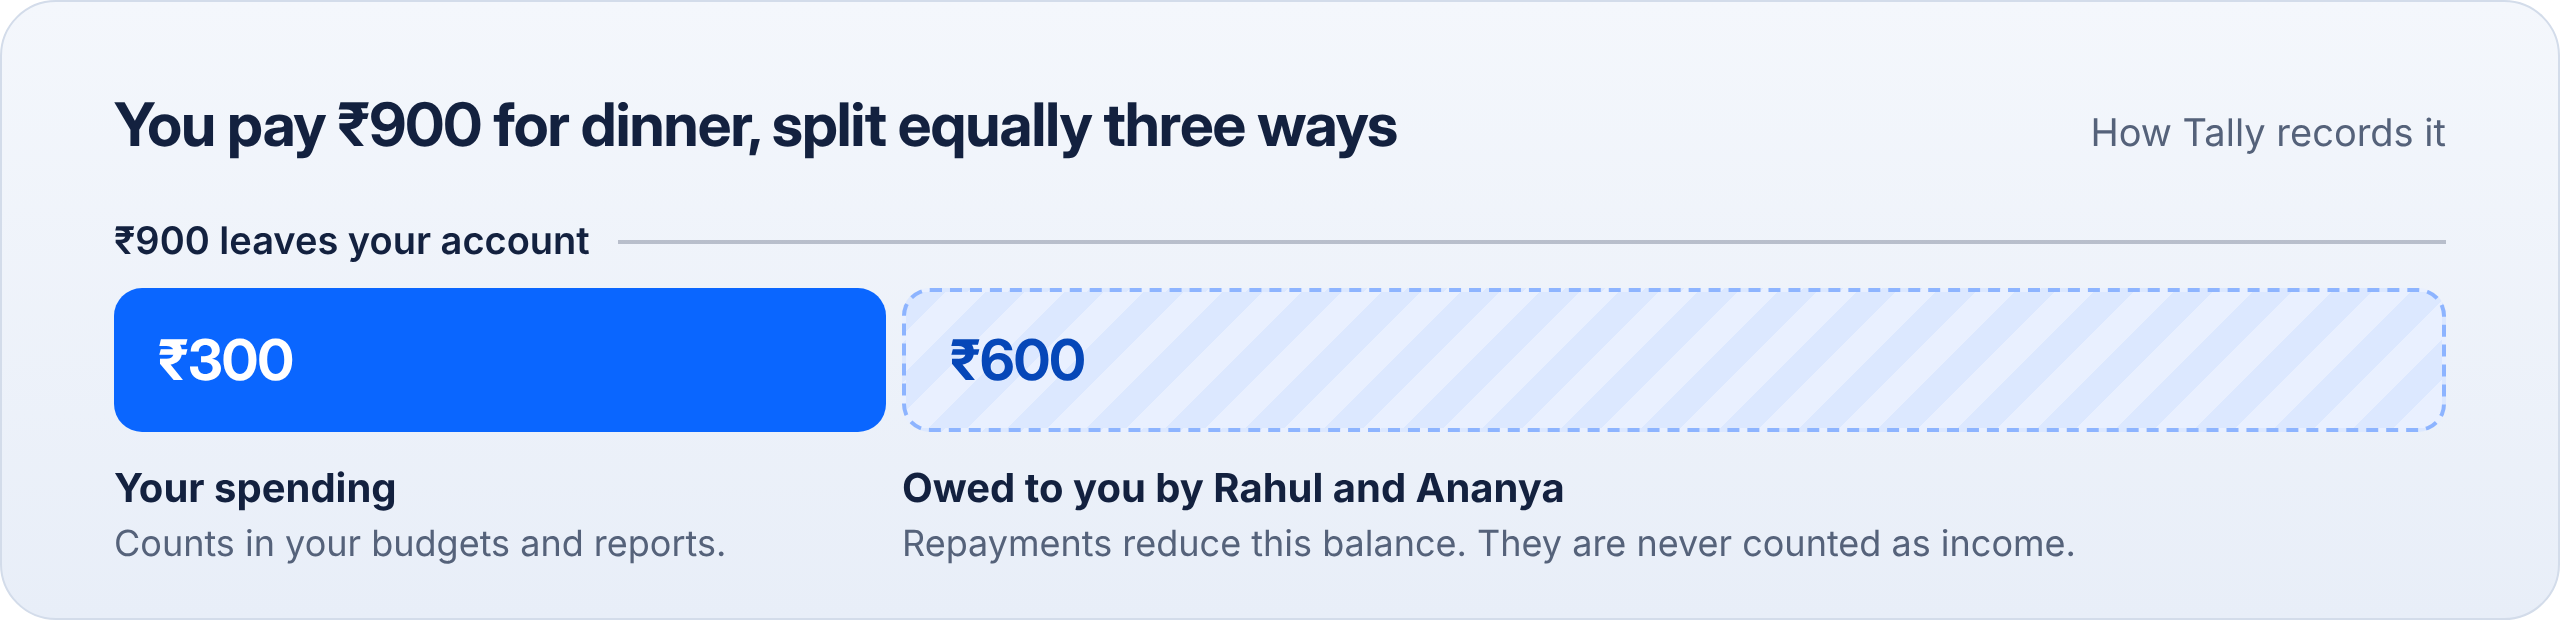 You pay ₹900 for dinner, split equally three ways
How Tally records it
₹900 leaves your account
₹300
₹600
Your spending
Owed to you by Rahul and Ananya
Counts in your budgets and reports.
Repayments reduce this balance. They are never counted as income.